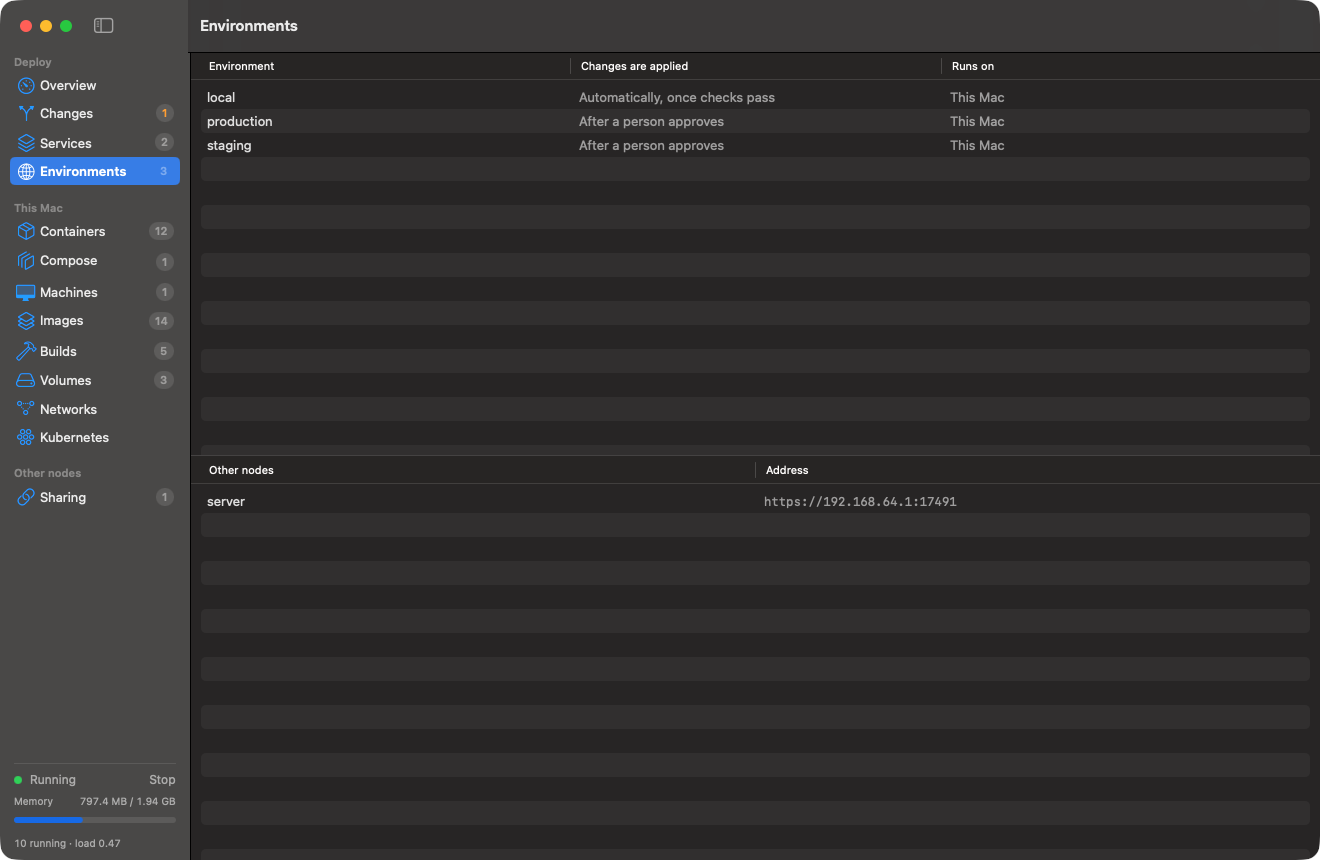 Environments
Deploy
Overview
Changes 1
Services 2
Environments 3
This Mac
Containers 12
Compose 1
Machines 1
Images 14
Builds 5
Volumes 3
Networks
Kubernetes
Other nodes
Sharing 1
Running Stop
Memory 797.4 MB / 1.94 GB
10 running · load 0.47
Environment Changes are applied Runs on
local Automatically, once checks pass This Mac
production After a person approves This Mac
staging After a person approves This Mac
Other nodes Address
server https://192.168.64.1:17491